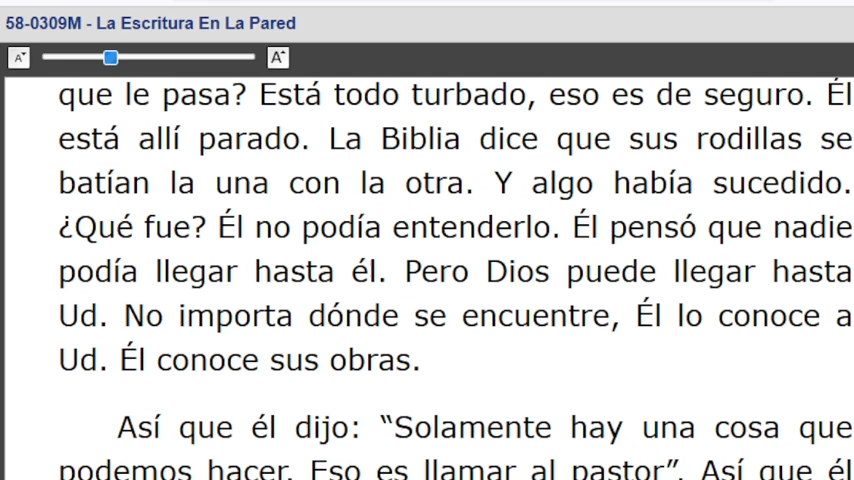 58-0309M - La Escritura En La Pared
A A
que le pasa? Está todo turbado, eso es de seguro. Él
está allí parado. La Biblia dice que sus rodillas se
batían la una con la otra. Y algo había sucedido.
¿Qué fue? Él no podía entenderlo. Él pensó que nadie
podía llegar hasta él. Pero Dios puede llegar hasta
Ud. No importa dónde se encuentre, Él lo conoce a
Ud. Él conoce sus obras.
Así que él dijo: “Solamente hay una cosa que
podemos hacer. Eso es llamar al pastor”. Así que él